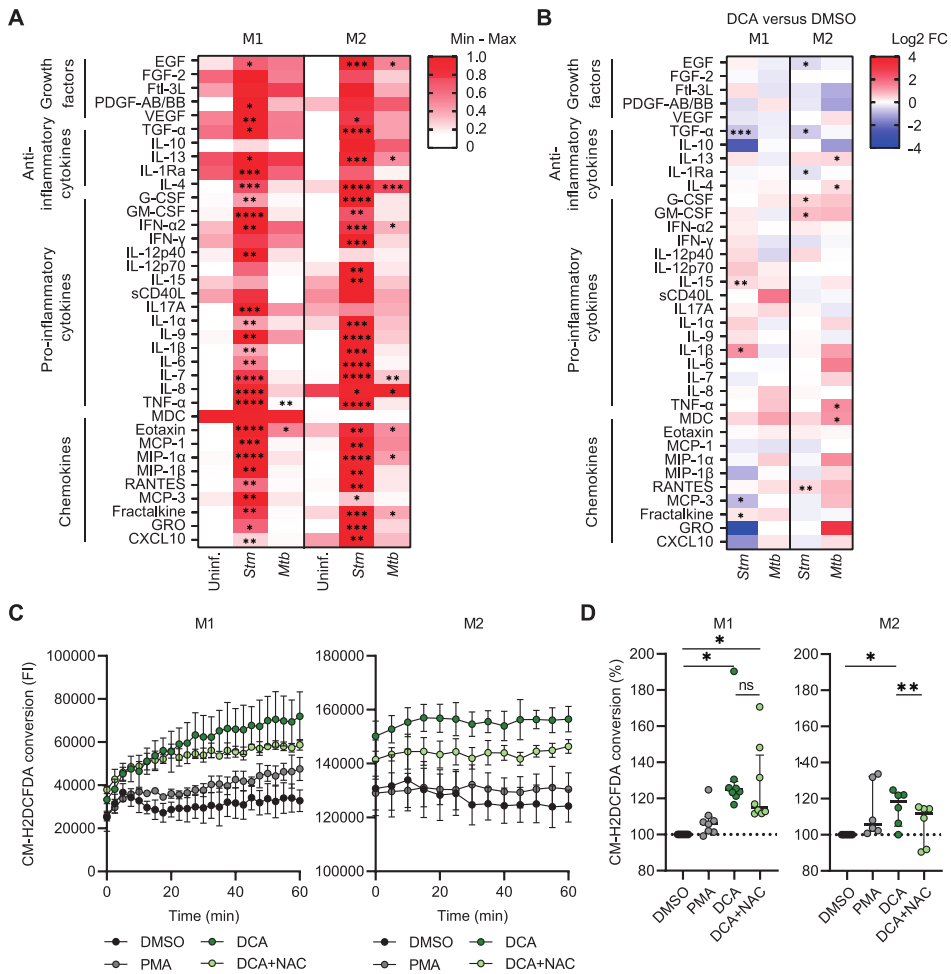 A
M1
M2
Min - Max
EGF
FGF-2
Ftl-3L
PDGF-AB/BB
VEGF
TGF-α
IL-10
IL-13
IL-1Ra
IL-4
G-CSF
GM-CSF
IFN-α2
IFN-γ
IL-12p40
IL-12p70
IL-15
sCD40L
IL17A
IL-1α
IL-9
IL-1β
IL-6
IL-7
IL-8
TNF-α
MDC
Eotaxin
MCP-1
MIP-1α
MIP-1β
RANTES
MCP-3
Fractalkine
GRO
CXCL10
Growth
factors
Anti-
inflammatory
cytokines
Pro-inflammatory
cytokines
Chemokines
1.0
0.8
0.6
0.4
0.2
0
Uninf.
Stm
Mtb
Uninf.
Stm
Mtb
B
DCA versus DMSO
M1
M2
Log2 FC
EGF
FGF-2
Ftl-3L
PDGF-AB/BB
VEGF
TGF-α
IL-10
IL-13
IL-1Ra
IL-4
G-CSF
GM-CSF
IFN-α2
IFN-γ
IL-12p40
IL-12p70
IL-15
sCD40L
IL17A
IL-1α
IL-9
IL-1β
IL-6
IL-7
IL-8
TNF-α
MDC
Eotaxin
MCP-1
MIP-1α
MIP-1β
RANTES
MCP-3
Fractalkine
GRO
CXCL10
Growth
factors
Anti-
inflammatory
cytokines
Pro-inflammatory
cytokines
Chemokines
4
2
0
-2
-4
Stm
Mtb
Stm
Mtb
C
M1
CM-H2DCFDA conversion (FI)
100000
80000
60000
40000
20000
0
0 20 40 60
Time (min)
DMSO
DCA
PMA
DCA+NAC
M2
180000
160000
140000
120000
100000
0 20 40 60
Time (min)
DMSO
DCA
PMA
DCA+NAC
D
M1
CM-H2DCFDA conversion (%)
200
180
160
140
120
100
80
*
*
ns
DMSO
PMA
DCA
DCA+NAC
M2
200
180
160
140
120
100
80
*
**
DMSO
PMA
DCA
DCA+NAC